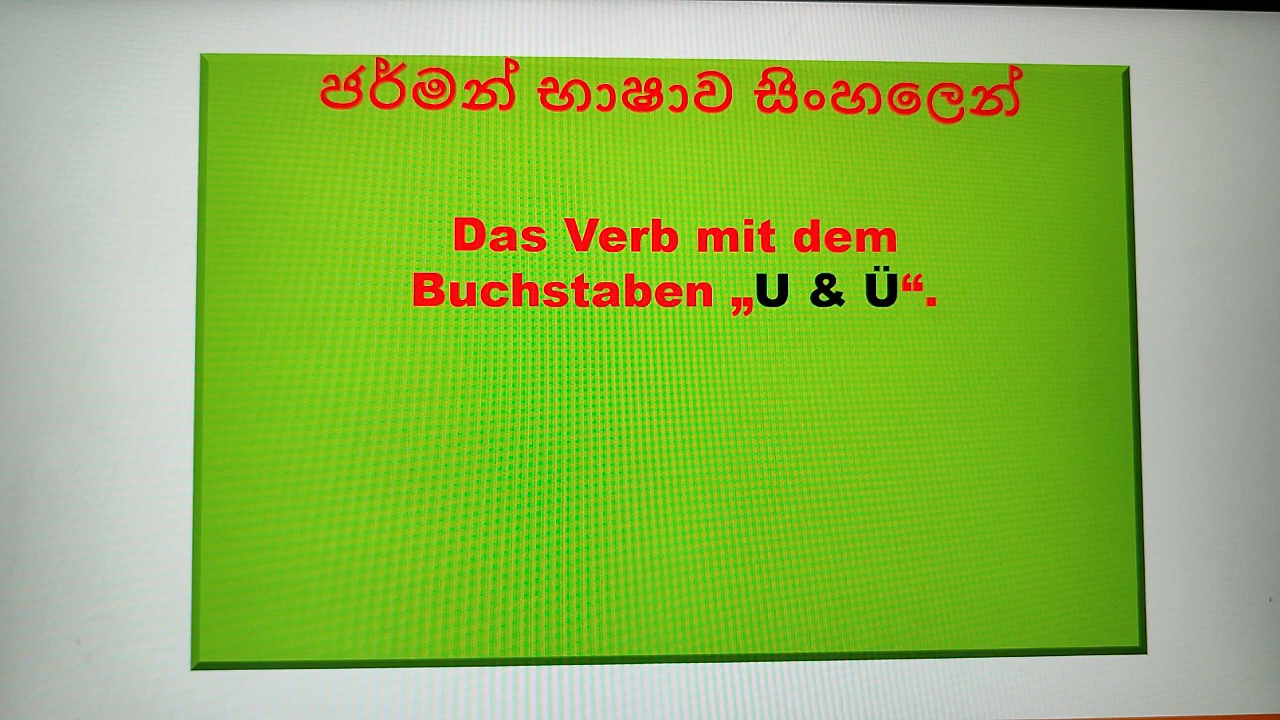 ජර්මන් භාෂාව සිංහලෙන්
Das Verb mit dem
Buchstaben „U & Ü“.